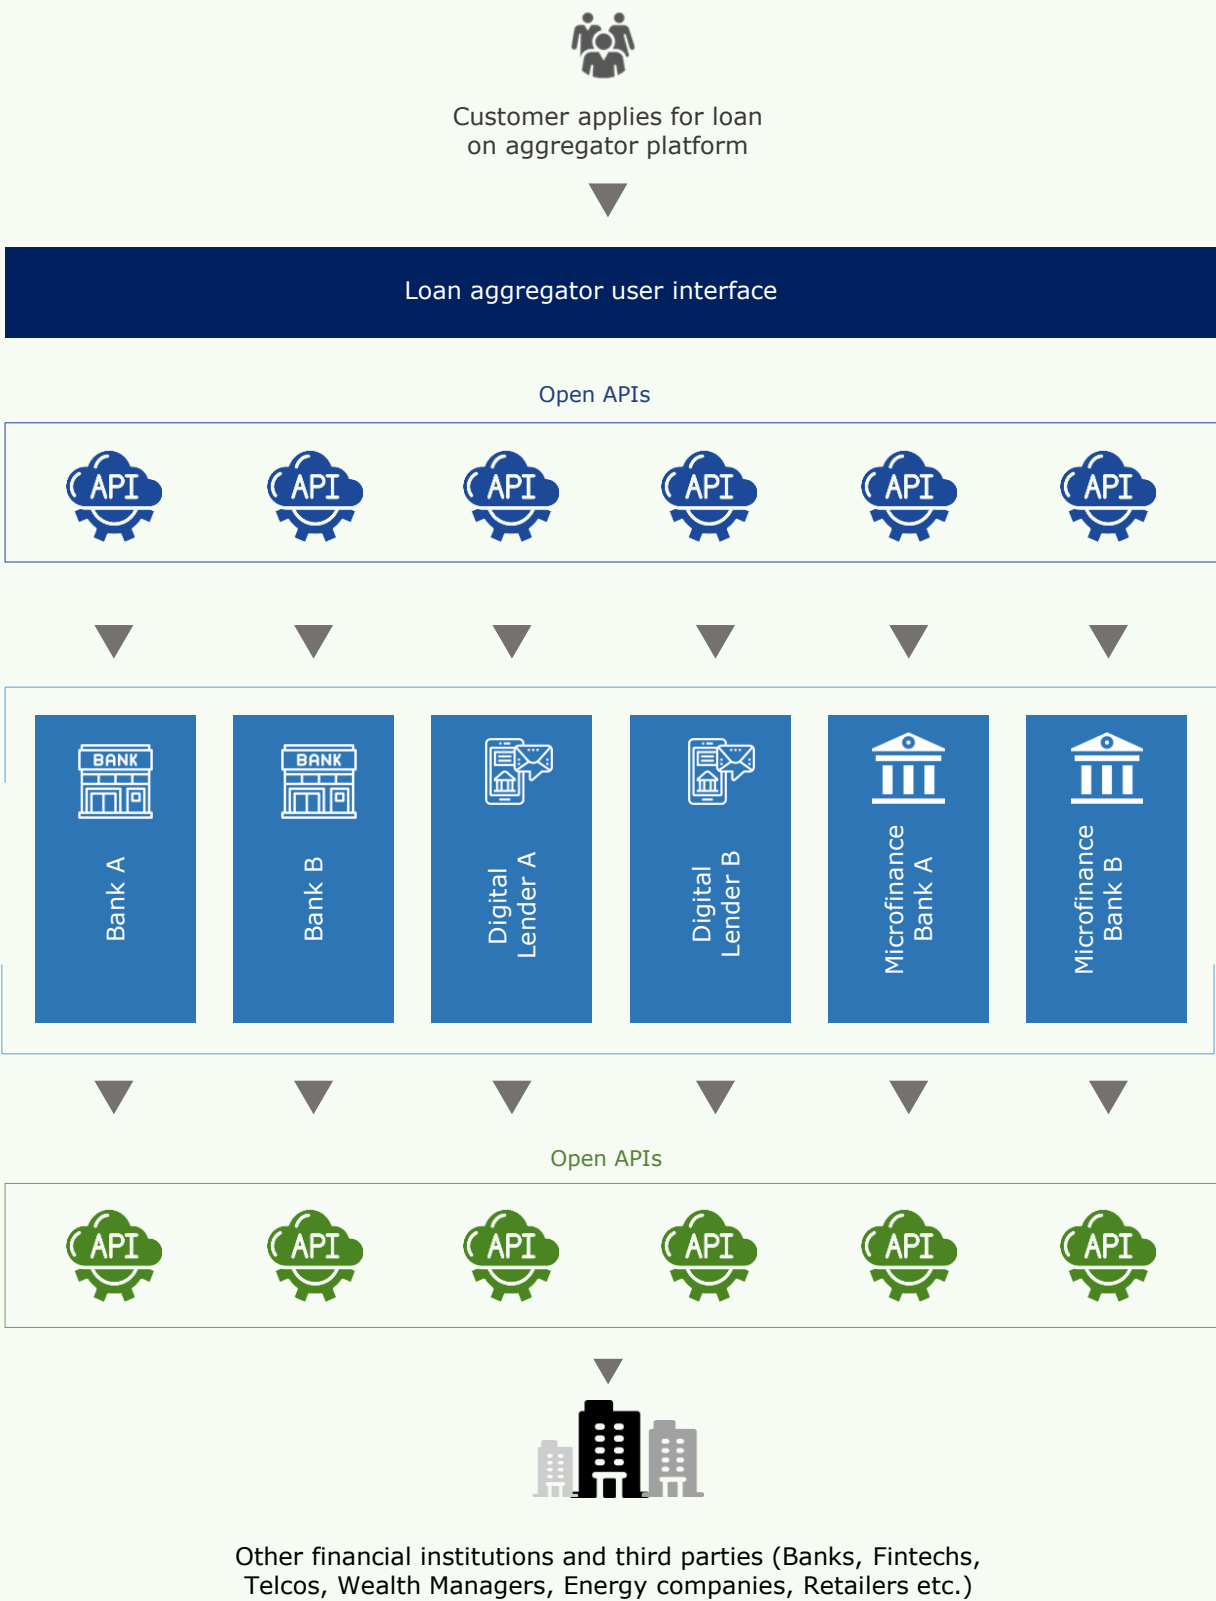 Customer applies for loan
on aggregator platform
Loan aggregator user interface
Open APIs
API
API
API
API
API
API
BANK
Bank A
BANK
Bank B
Digital
Lender A
Digital
Lender B
Microfinance
Bank A
Microfinance
Bank B
Open APIs
API
API
API
API
API
API
Other financial institutions and third parties (Banks, Fintechs,
Telcos, Wealth Managers, Energy companies, Retailers etc.)